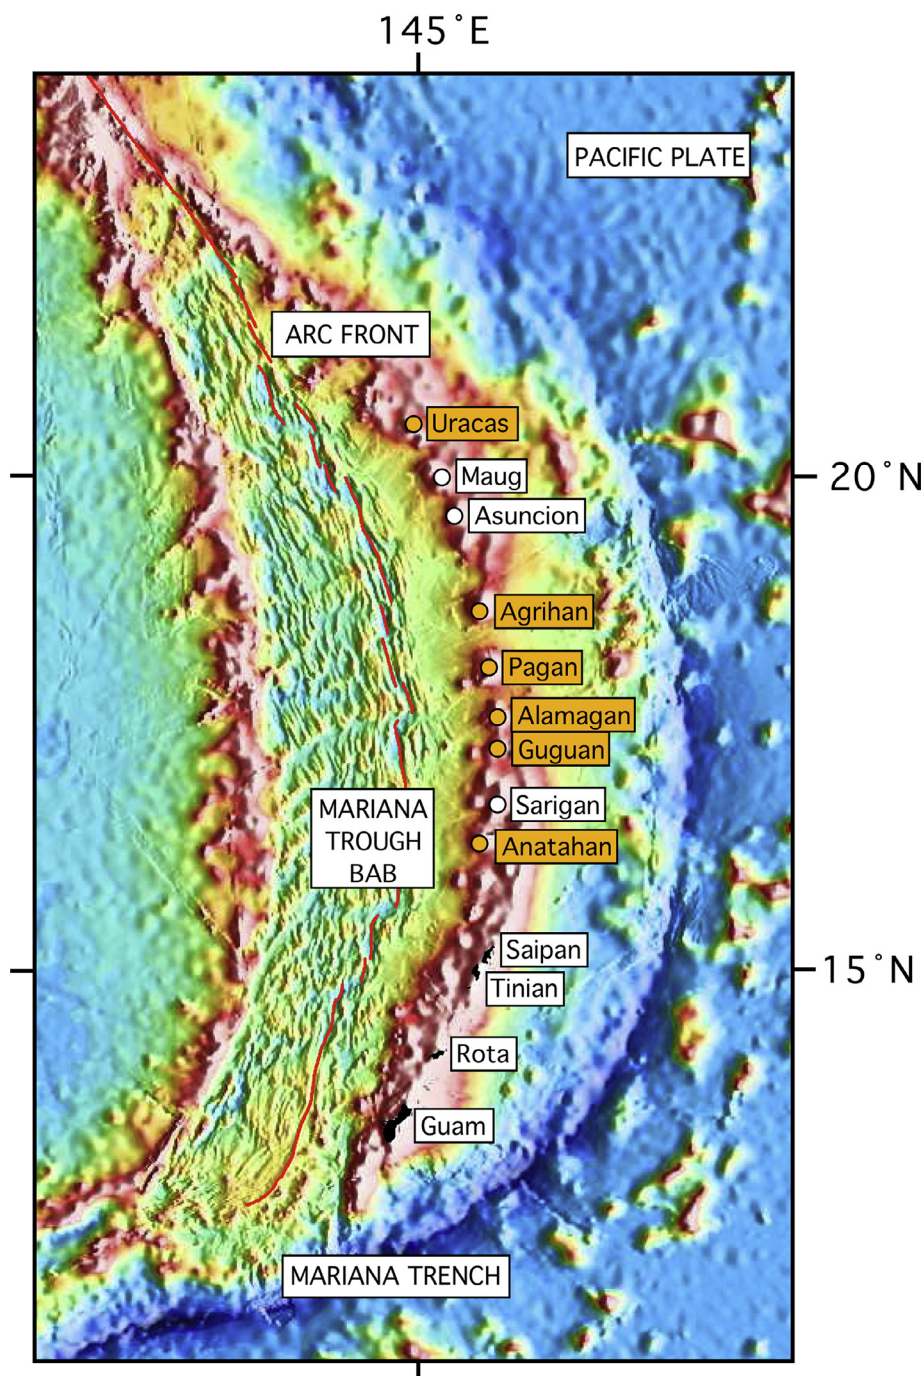 145˚E
PACIFIC PLATE
ARC FRONT
Uracas
Maug
20˚N
Asuncion
Agrihan
Pagan
Alamagan
Guguan
Sarigan
MARIANA
TROUGH
BAB
Anatahan
Saipan
15˚N
Tinian
Rota
Guam
MARIANA TRENCH